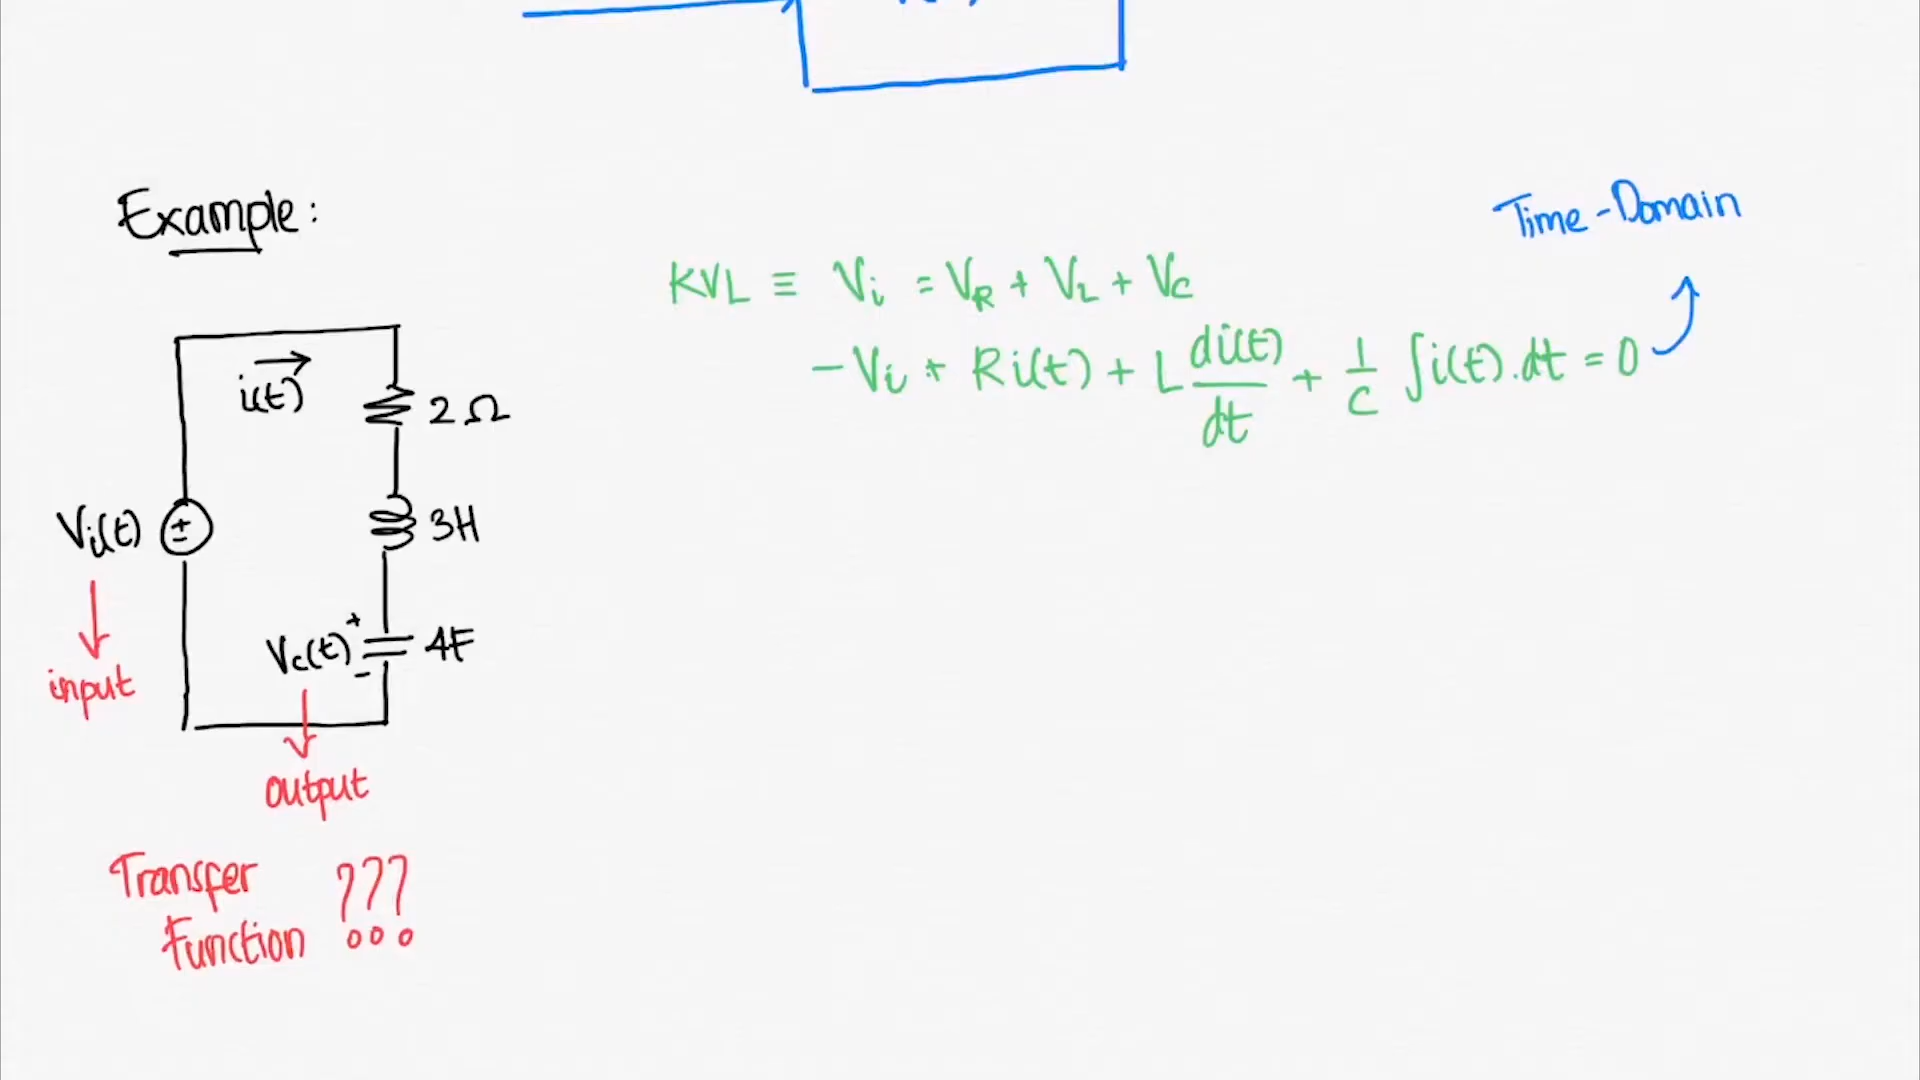 Example:
Time-Domain
KVL ≡ Vi = VR + VL + VC
-Vi + Ri(t) + L di(t)/dt + 1/C ∫i(t).dt = 0
i(t)
2Ω
Vi(t)
+
-
3H
input
Vc(t)
+
-
4F
output
Transfer ???
Function